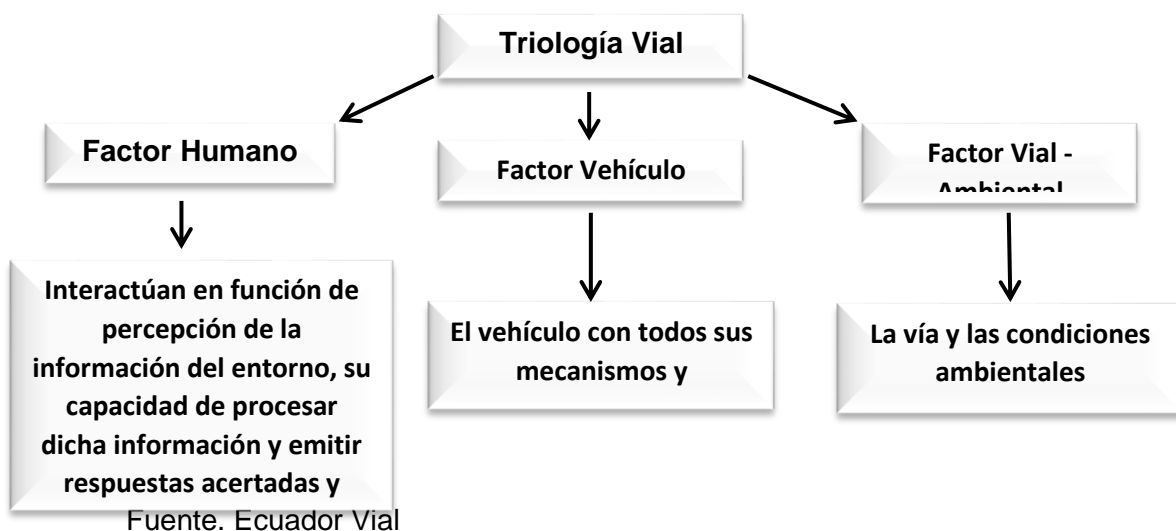 Triología Vial
Factor Humano
Factor Vehículo
Factor Vial -
Ambiental
Interactúan en función de
percepción de la
información del entorno, su
capacidad de procesar
dicha información y emitir
respuestas acertadas y
El vehículo con todos sus
mecanismos y
La vía y las condiciones
ambientales
Fuente. Ecuador Vial